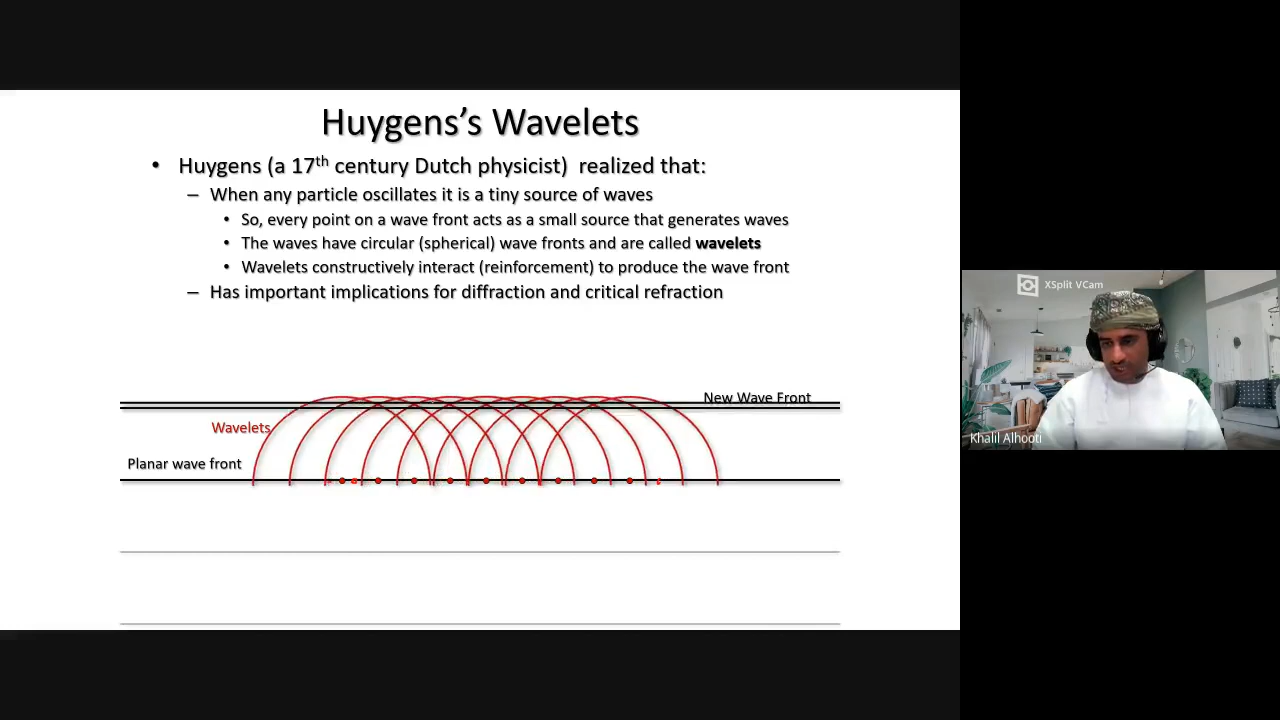 Huygens's Wavelets
• Huygens (a 17th century Dutch physicist)  realized that:
– When any particle oscillates it is a tiny source of waves
• So, every point on a wave front acts as a small source that generates waves
• The waves have circular (spherical) wave fronts and are called wavelets
• Wavelets constructively interact (reinforcement) to produce the wave front
– Has important implications for diffraction and critical refraction
New Wave Front
Wavelets
Planar wave front
XSplit VCam
Khalil Alhooti